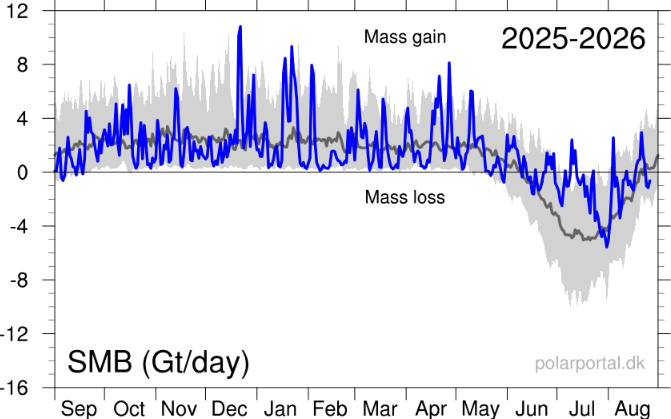 12
Mass gain
2025-2026
8
4
0
Mass loss
-4
-8
-12
SMB (Gt/day)
polarportal.dk
-16
Sep Oct Nov Dec Jan Feb Mar Apr May Jun Jul Aug